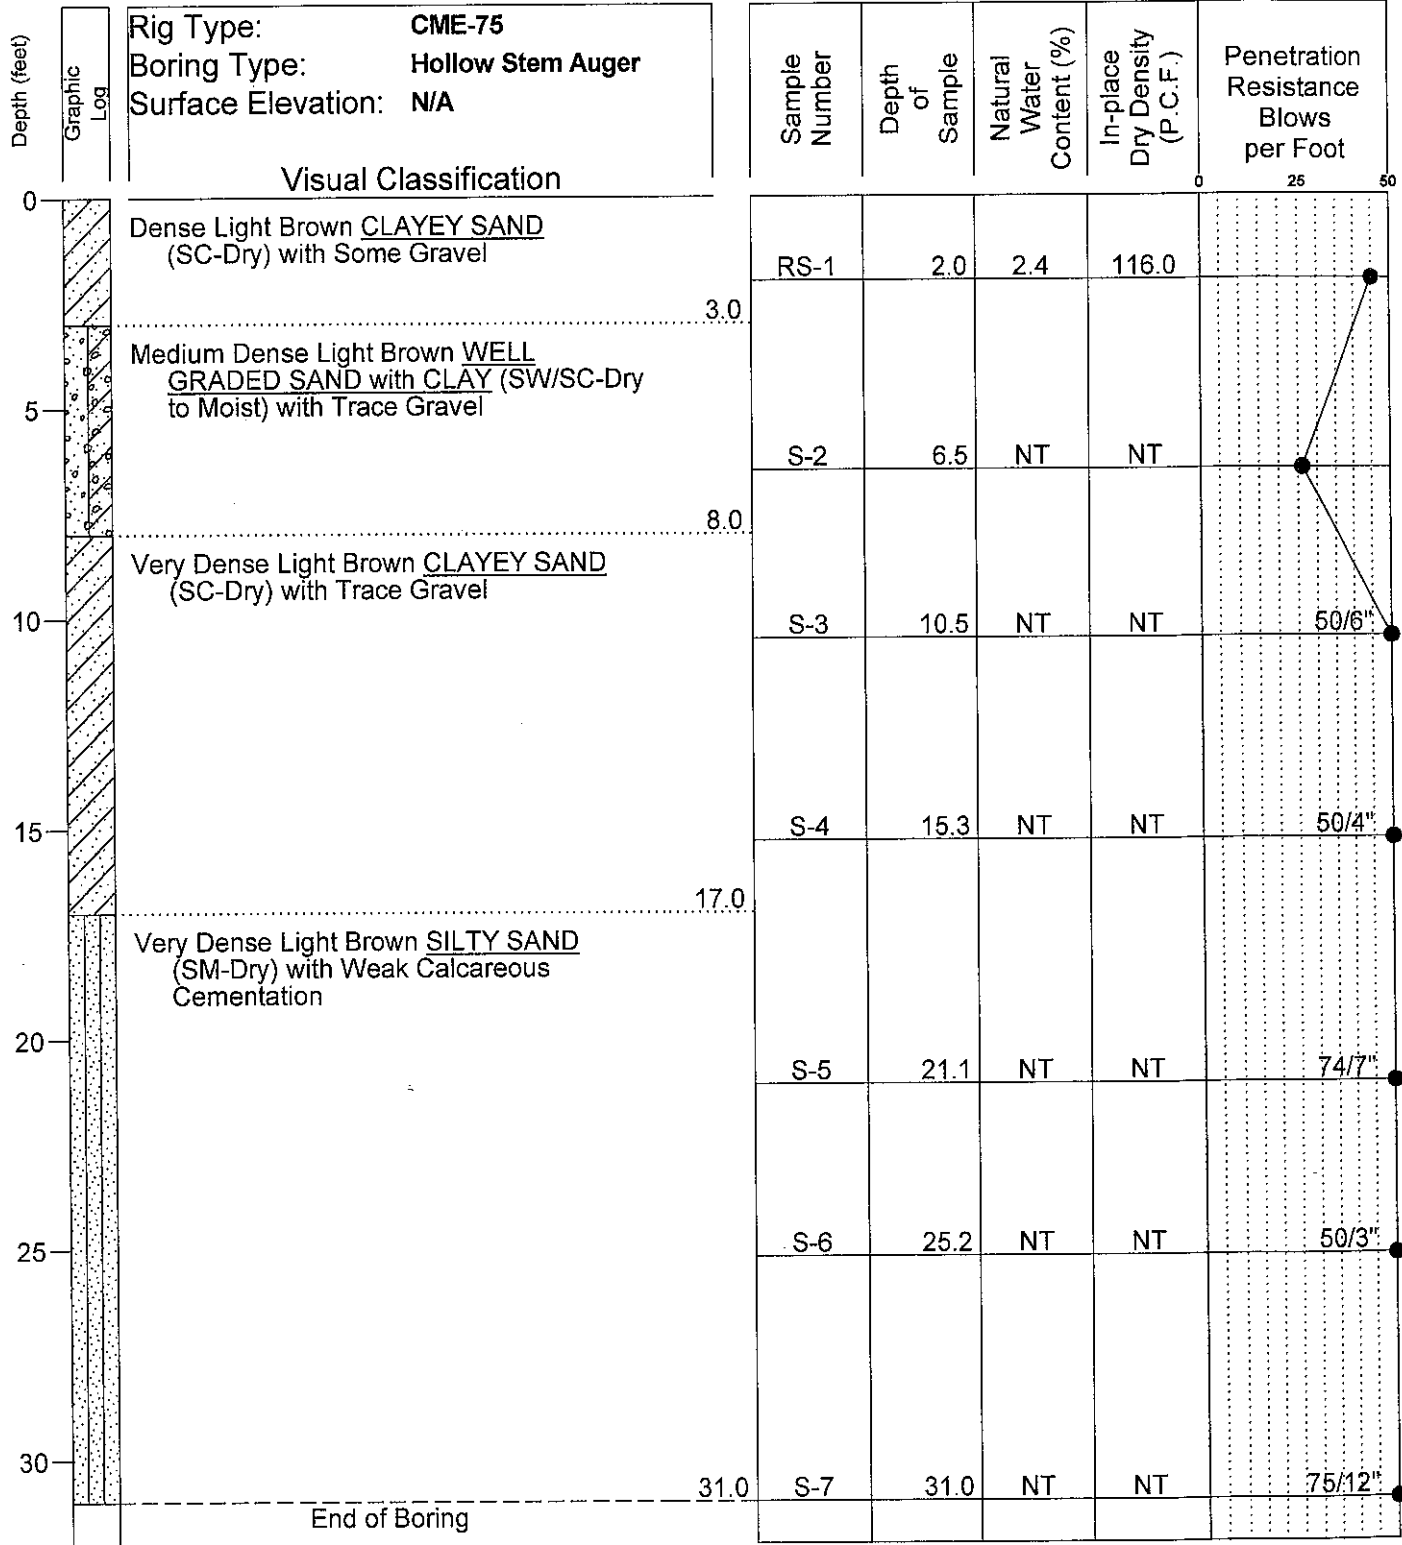 Depth (feet)
Graphic
Log
Rig Type: CME-75
Boring Type: Hollow Stem Auger
Surface Elevation: N/A
Visual Classification
Sample
Number
Depth
of
Sample
Natural
Water
Content (%)
In-place
Dry Density
(P.C.F.)
Penetration
Resistance
Blows
per Foot
0 25 50
0
Dense Light Brown CLAYEY SAND
(SC-Dry) with Some Gravel
RS-1 2.0 2.4 116.0
3.0
Medium Dense Light Brown WELL
GRADED SAND with CLAY (SW/SC-Dry
to Moist) with Trace Gravel
5
S-2 6.5 NT NT
8.0
Very Dense Light Brown CLAYEY SAND
(SC-Dry) with Trace Gravel
10
S-3 10.5 NT NT 50/6"
15
S-4 15.3 NT NT 50/4"
17.0
Very Dense Light Brown SILTY SAND
(SM-Dry) with Weak Calcareous
Cementation
20
S-5 21.1 NT NT 74/7"
25
S-6 25.2 NT NT 50/3"
30
31.0 S-7 31.0 NT NT 75/12"
End of Boring